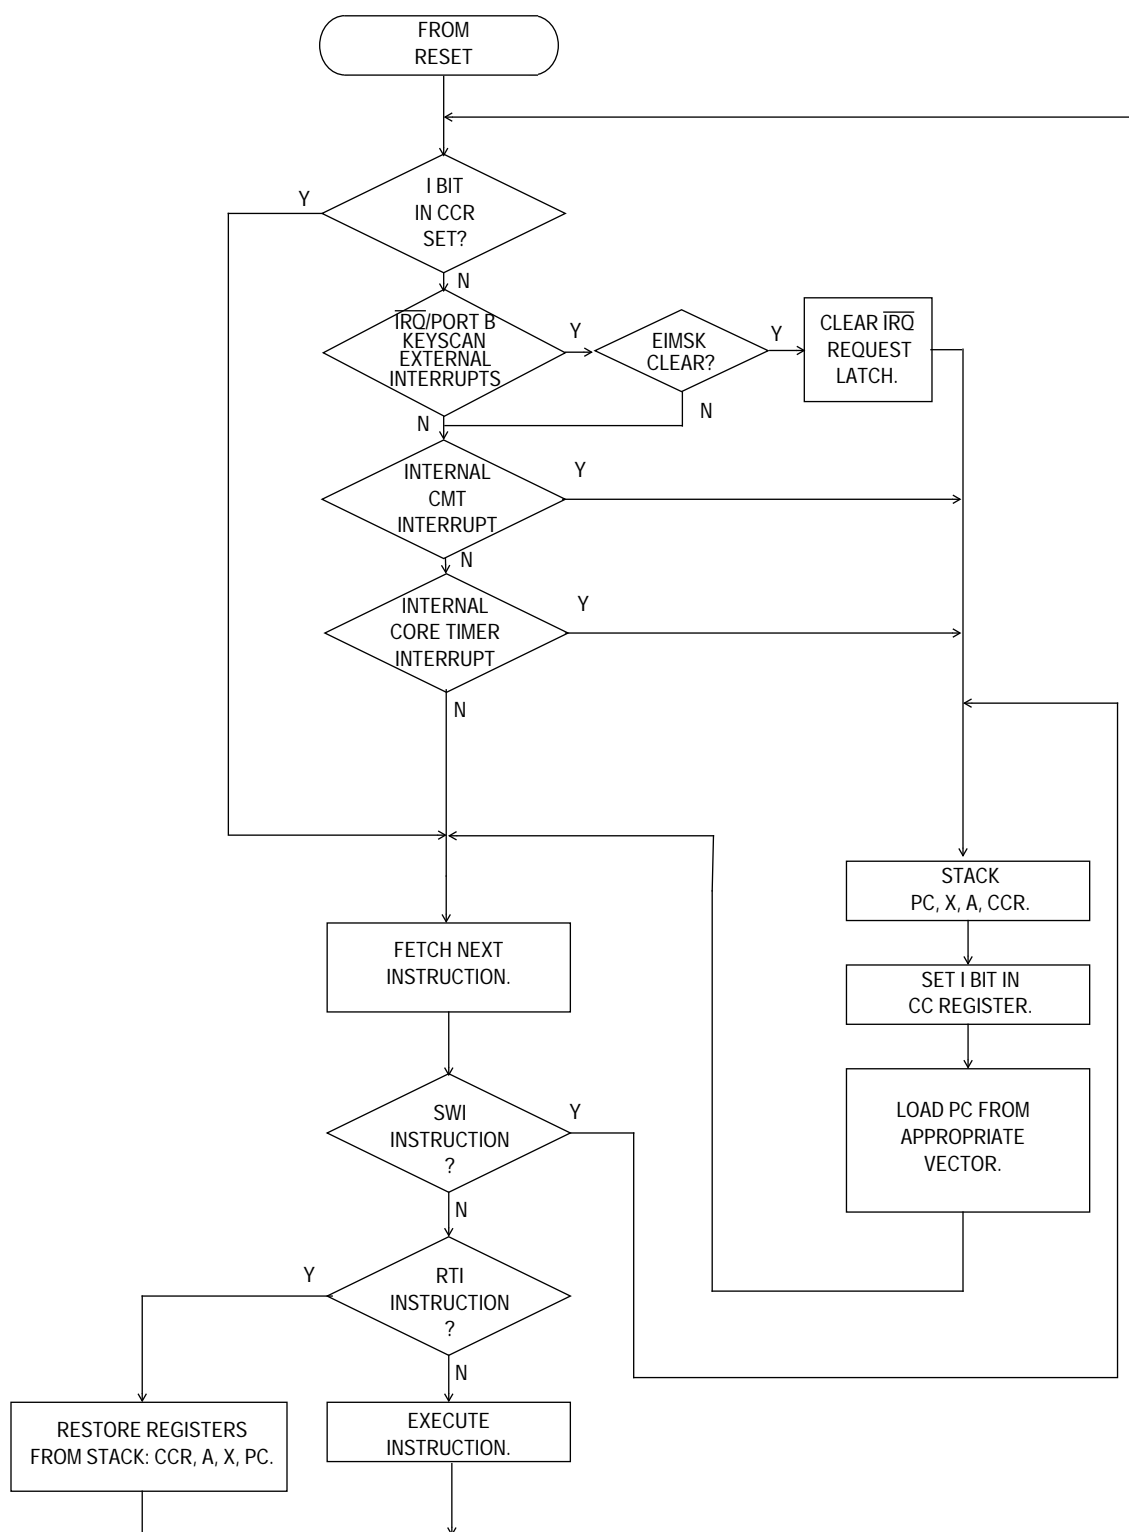 FROM
RESET
Y
I BIT
IN CCR
SET?
N
IRQ/PORT B
KEYSCAN
EXTERNAL
INTERRUPTS
Y
EIMSK
CLEAR?
Y
CLEAR IRQ
REQUEST
LATCH.
N
N
INTERNAL
CMT
INTERRUPT
Y
N
INTERNAL
CORE TIMER
INTERRUPT
Y
N
STACK
PC, X, A, CCR.
SET I BIT IN
CC REGISTER.
LOAD PC FROM
APPROPRIATE
VECTOR.
FETCH NEXT
INSTRUCTION.
SWI
INSTRUCTION
?
Y
N
Y
RTI
INSTRUCTION
?
N
RESTORE REGISTERS
FROM STACK: CCR, A, X, PC.
EXECUTE
INSTRUCTION.